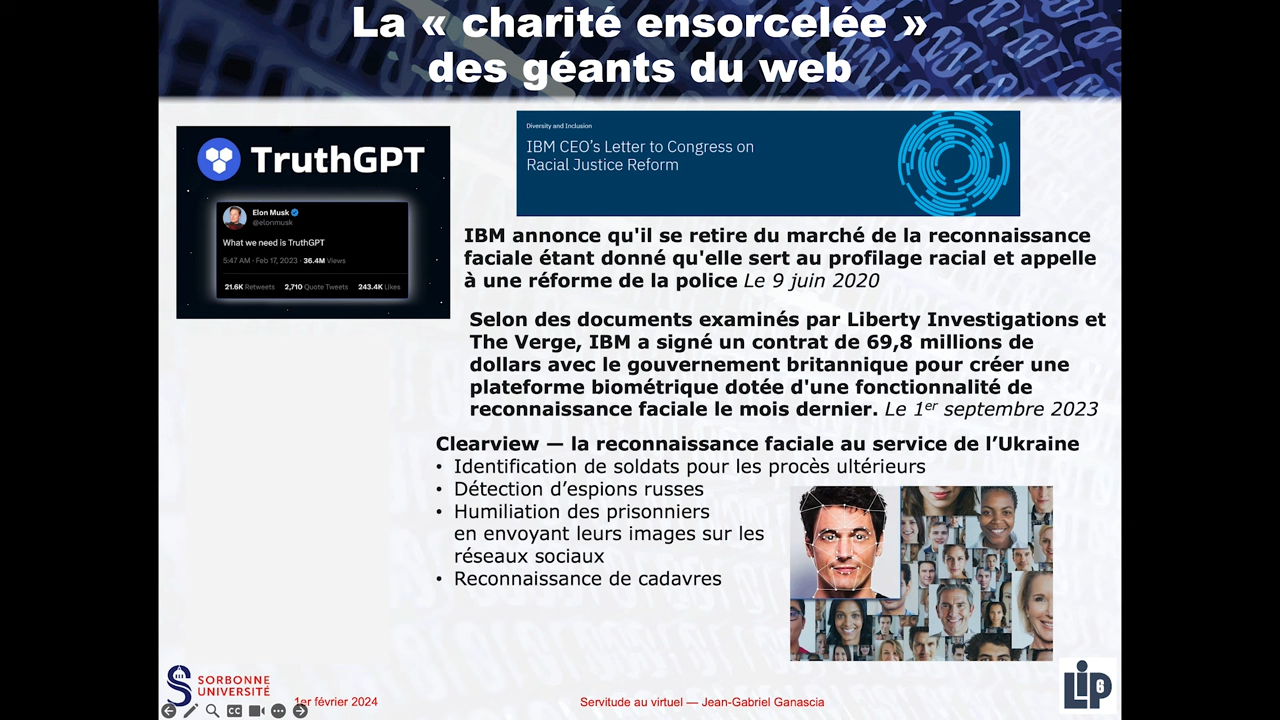 La « charité ensorcelée »
des géants du web
TruthGPT
Elon Musk
@elonmusk
What we need is TruthGPT
5:47 AM · Feb 17, 2023 · 36.4M Views
21.6K Retweets 2,710 Quote Tweets 243.4K Likes
Diversity and Inclusion
IBM CEO's Letter to Congress on
Racial Justice Reform
IBM annonce qu'il se retire du marché de la reconnaissance
faciale étant donné qu'elle sert au profilage racial et appelle
à une réforme de la police Le 9 juin 2020
Selon des documents examinés par Liberty Investigations et
The Verge, IBM a signé un contrat de 69,8 millions de
dollars avec le gouvernement britannique pour créer une
plateforme biométrique dotée d'une fonctionnalité de
reconnaissance faciale le mois dernier. Le 1er septembre 2023
Clearview — la reconnaissance faciale au service de l’Ukraine
• Identification de soldats pour les procès ultérieurs
• Détection d’espions russes
• Humiliation des prisonniers
en envoyant leurs images sur les
réseaux sociaux
• Reconnaissance de cadavres
SORBONNE
UNIVERSITÉ
1er février 2024
Servitude au virtuel — Jean-Gabriel Ganascia
LIP6
CC